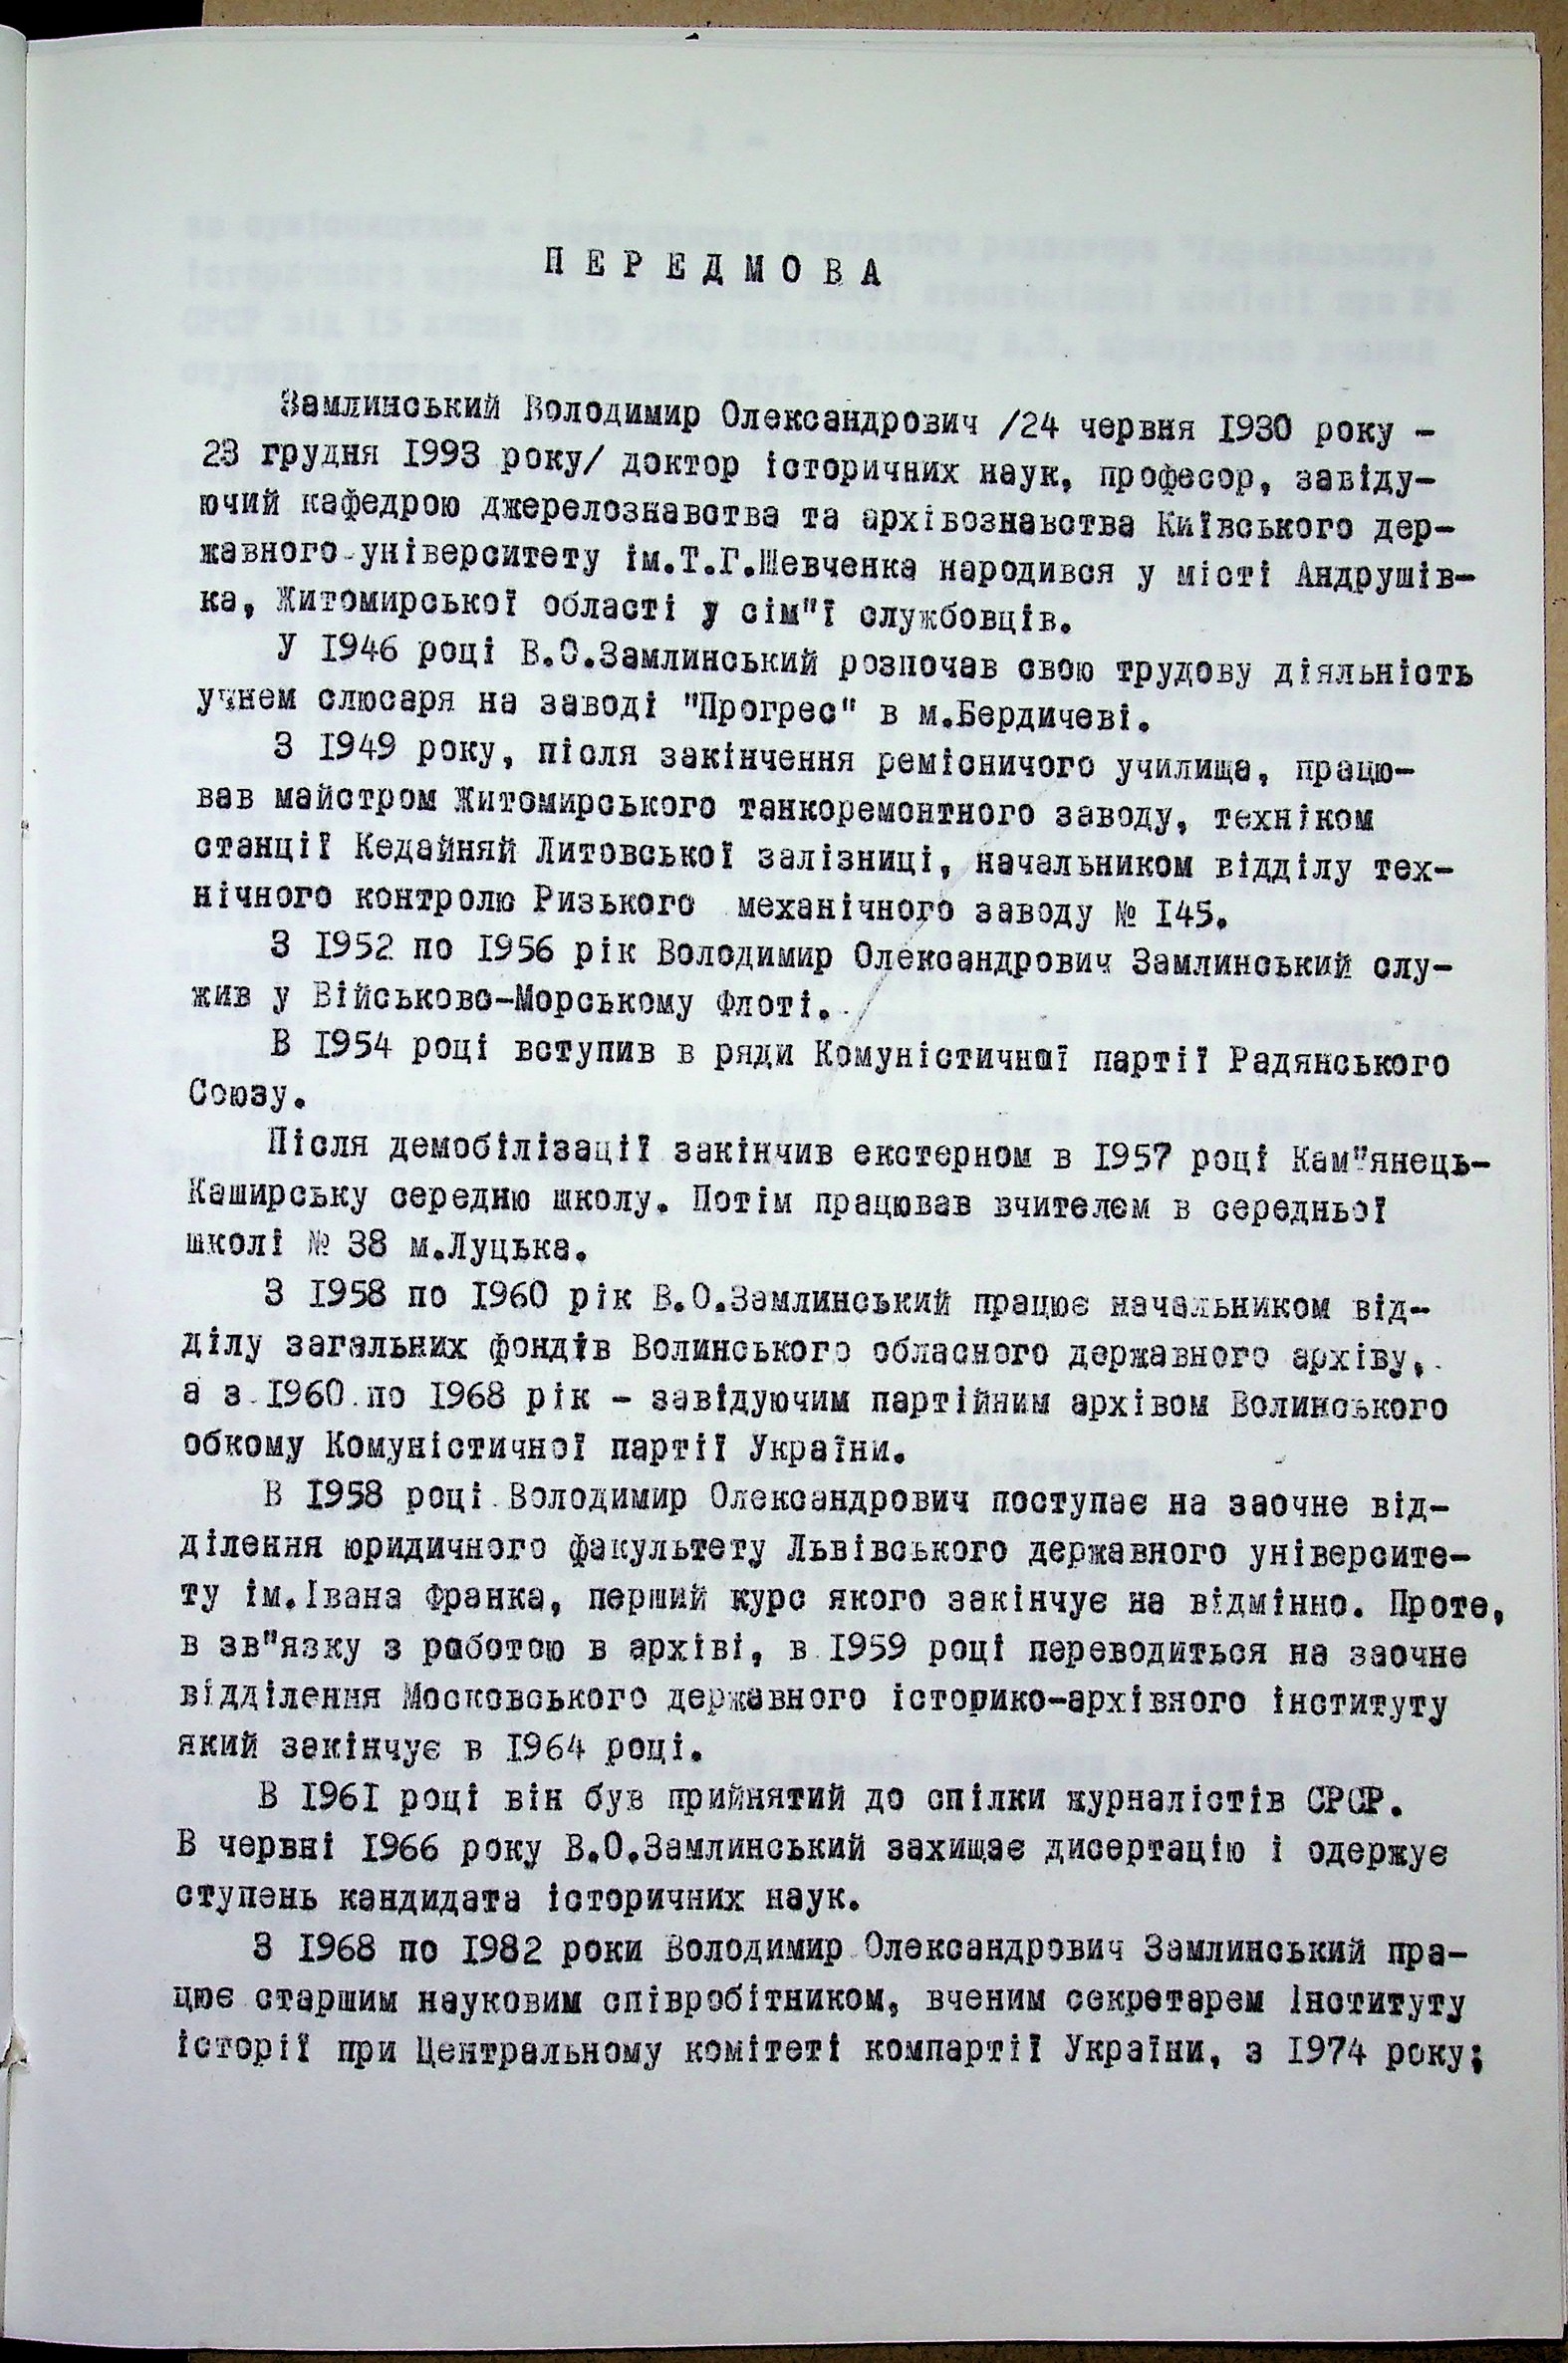 ПЕРЕДМОВА
Замлинський Володимир Олександрович /24 червня 1930 року -
23 грудня 1993 року/ доктор історичних наук, професор, завіду-
ючий кафедрою джерелознавства та архівознавства Київського дер-
жавного університету ім.Т.Г.Шевченка народився у місті Андрушів-
ка, Житомирської області у сім"ї службовців.
У 1946 році В.О.Замлинський розпочав свою трудову діяльність
учнем слюсаря на заводі "Прогрес" в м.Бердичеві.
З 1949 року, після закінчення ремісничого училища, працю-
вав майстром Житомирського танкоремонтного заводу, техніком
станції Кедайняй Литовської залізниці, начальником відділу тех-
нічного контролю Ризького механічного заводу № 145.
З 1952 по 1956 рік Володимир Олександрович Замлинський слу-
жив у Військово-Морському Флоті.
В 1954 році вступив в ряди Комуністичної партії Радянського
Союзу.
Після демобілізації закінчив екстерном в 1957 році Кам"янець-
Каширську середню школу. Потім працював вчителем в середньої
школі № 38 м.Луцька.
З 1958 по 1960 рік В.О.Замлинський працює начальником від-
ділу загальних фондів Волинського обласного державного архіву,
а з 1960 по 1968 рік - завідуючим партійним архівом Волинського
обкому Комуністичної партії України.
В 1958 році Володимир Олександрович поступає на заочне від-
ділення юридичного факультету Львівського державного університе-
ту ім.Івана Франка, перший курс якого закінчує на відмінно. Проте,
в зв"язку з работою в архіві, в 1959 році переводиться на заочне
відділення Московського державного історико-архівного інституту
який закінчує в 1964 році.
В 1961 році він був прийнятий до спілки журналістів СРСР.
В червні 1966 року В.О.Замлинський захищає дисертацію і одержує
ступень кандидата історичних наук.
З 1968 по 1982 роки Володимир Олександрович Замлинський пра-
цює старшим науковим співробітником, вченим секретарем Інституту
історії при Центральному комітеті компартії України, з 1974 року;